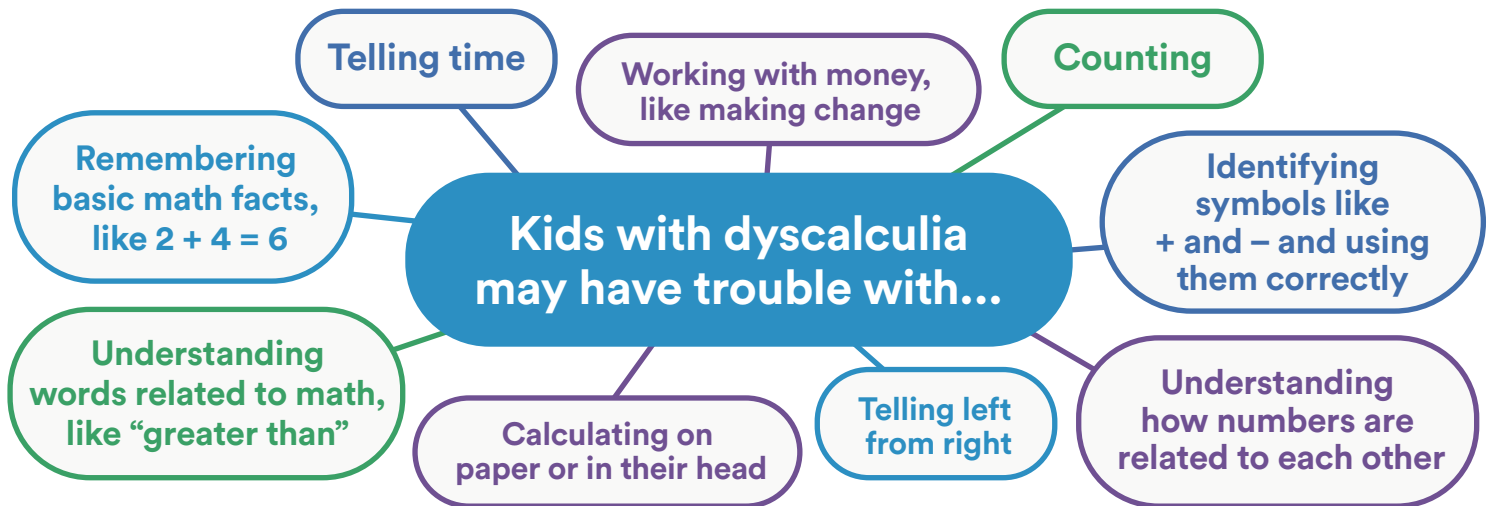 Telling time
Working with money,
like making change
Counting
Remembering
basic math facts,
like 2 + 4 = 6
Kids with dyscalculia
may have trouble with...
Identifying
symbols like
+ and – and using
them correctly
Understanding
words related to math,
like “greater than”
Calculating on
paper or in their head
Telling left
from right
Understanding
how numbers are
related to each other